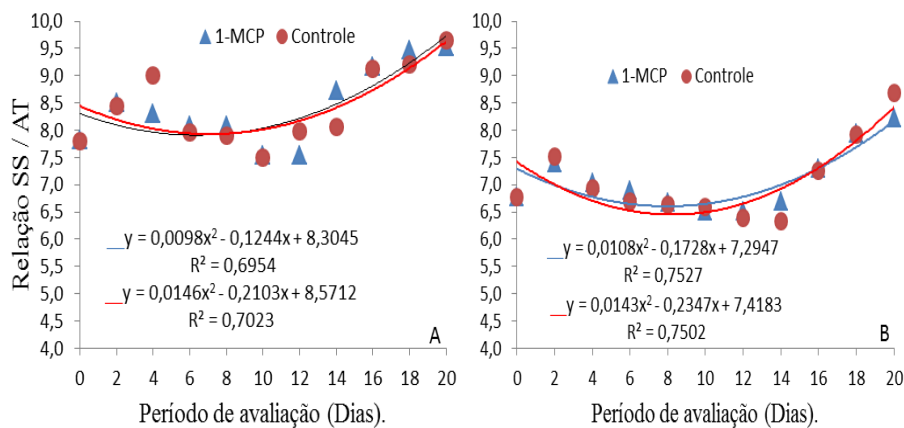 Relação SS / AT
10,0
9,5
9,0
8,5
8,0
7,5
7,0
6,5
6,0
5,5
5,0
4,5
4,0
1-MCP Controle
y = 0,0098x² - 0,1244x + 8,3045
R² = 0,6954
y = 0,0146x² - 0,2103x + 8,5712
R² = 0,7023
A
0 2 4 6 8 10 12 14 16 18 20
Período de avaliação (Dias).
10,0
9,5
9,0
8,5
8,0
7,5
7,0
6,5
6,0
5,5
5,0
4,5
4,0
1-MCP Controle
y = 0,0108x² - 0,1728x + 7,2947
R² = 0,7527
y = 0,0143x² - 0,2347x + 7,4183
R² = 0,7502
B
0 2 4 6 8 10 12 14 16 18 20
Período de avaliação (Dias).